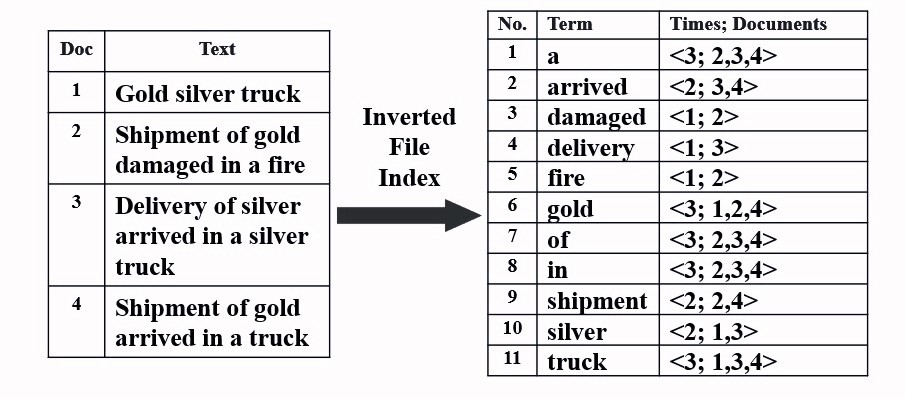 Doc Text
1 Gold silver truck
2 Shipment of gold
damaged in a fire
3 Delivery of silver
arrived in a silver
truck
4 Shipment of gold
arrived in a truck
Inverted
File
Index
No. Term Times; Documents
1 a <3; 2,3,4>
2 arrived <2; 3,4>
3 damaged <1; 2>
4 delivery <1; 3>
5 fire <1; 2>
6 gold <3; 1,2,4>
7 of <3; 2,3,4>
8 in <3; 2,3,4>
9 shipment <2; 2,4>
10 silver <2; 1,3>
11 truck <3; 1,3,4>